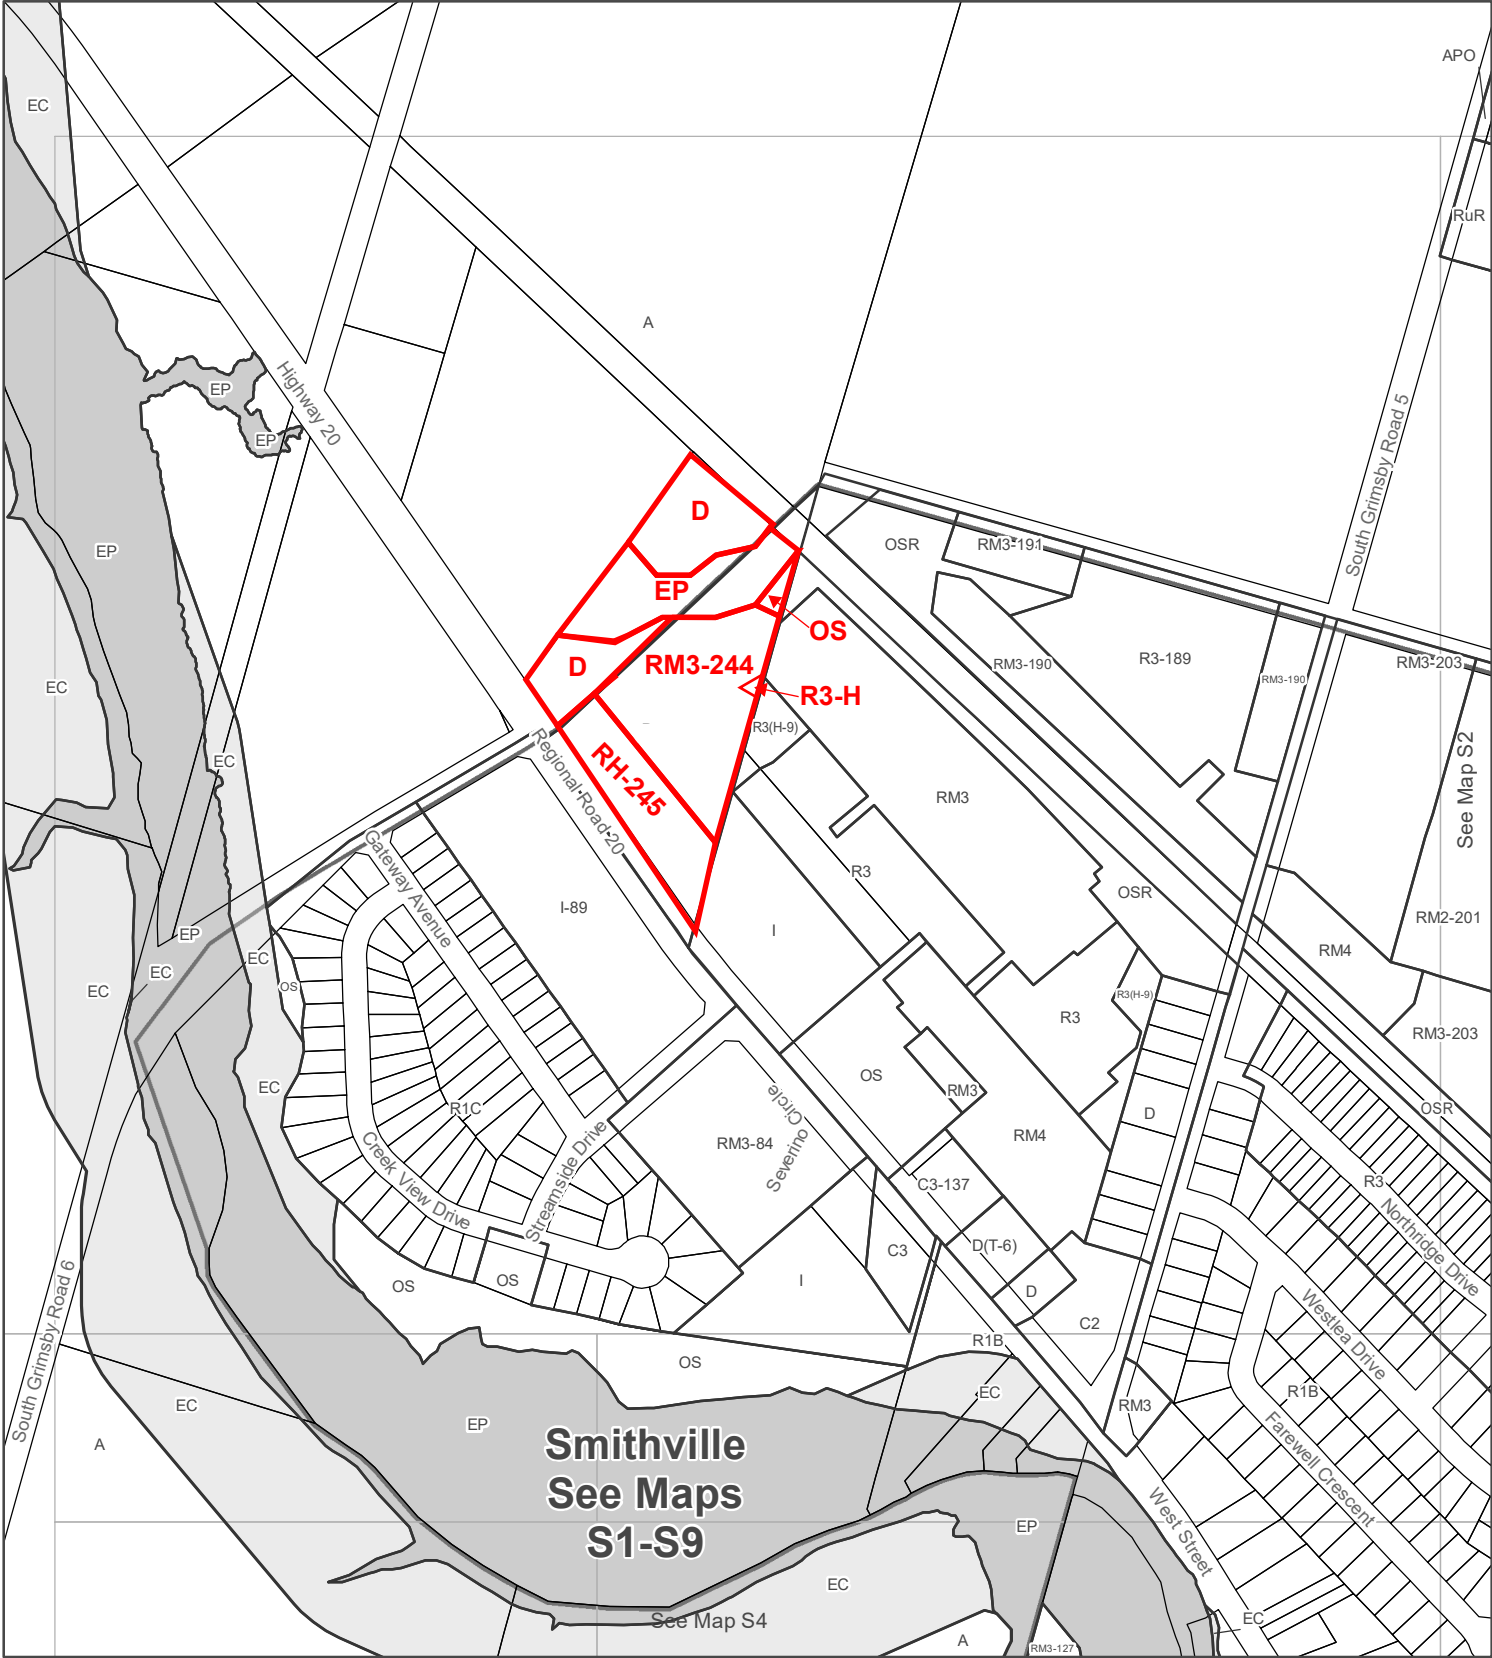 APO
EC
RuR
A
Highway 20
EP
EP
South Grimsby Road 5
D
OSR
RM3-191
EP
EP
OS
RM3-244
D
RM3-190
R3-189
RM3-203
RM3-190
EC
R3-H
R3(H-9)
See Map S2
EC
Regional Road 20
RH-245
RM3
Gateway Avenue
R3
OSR
I-89
I
RM2-201
EP
RM4
EC
EC
OS
EC
R3(H-9)
R3
RM3-203
EC
OS
RM3
R1C
D
OSR
RM4
RM3-84
Severino Circle
Creek View Drive
Streamside Drive
C3-137
R3
Northridge Drive
D(T-6)
C3
OS
OS
I
D
South Grimsby Road 6
C2
Westlea Drive
R1B
OS
EC
R1B
EC
RM3
EP
A
Farewell Crescent
Smithville
See Maps
S1-S9
EP
West Street
EC
See Map S4
EC
A
RM3-127